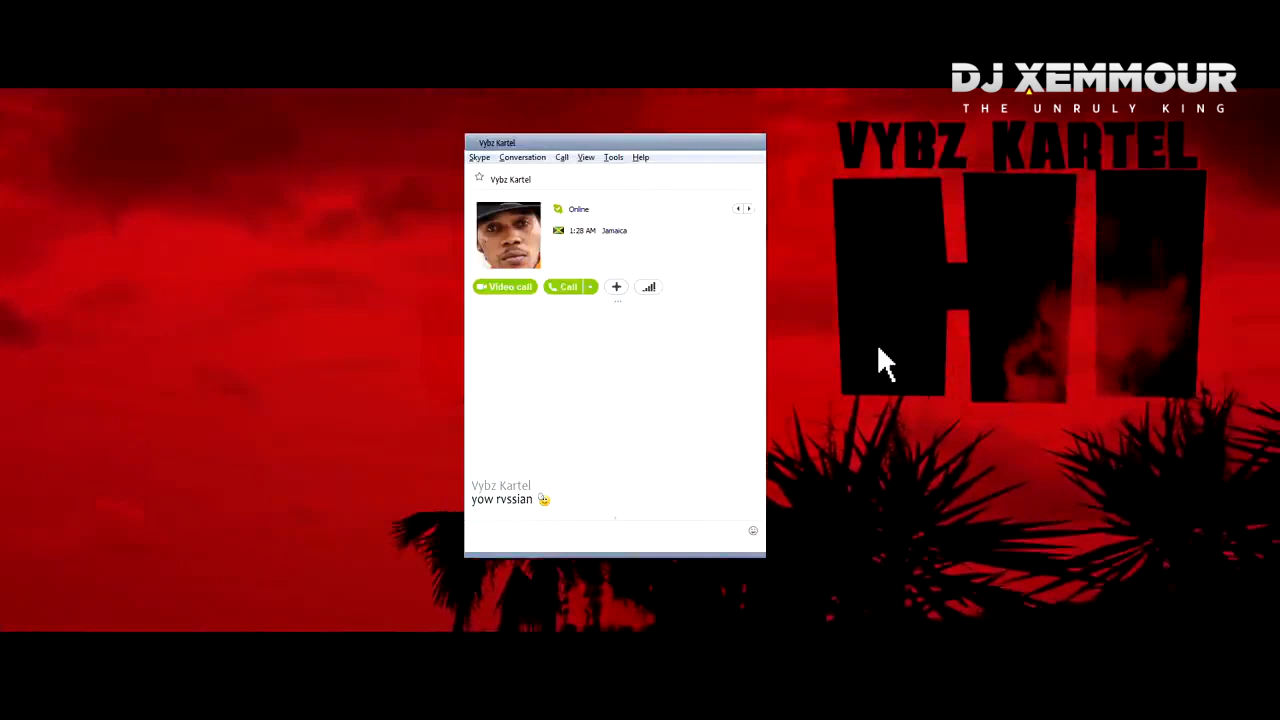 DJ XEMMOUR
THE UNRULY KING
VYBZ KARTEL
HI
Vybz Kartel
Skype Conversation Call View Tools Help
Vybz Kartel
Online
1:28 AM Jamaica
Video call Call
Vybz Kartel
yow rvssian